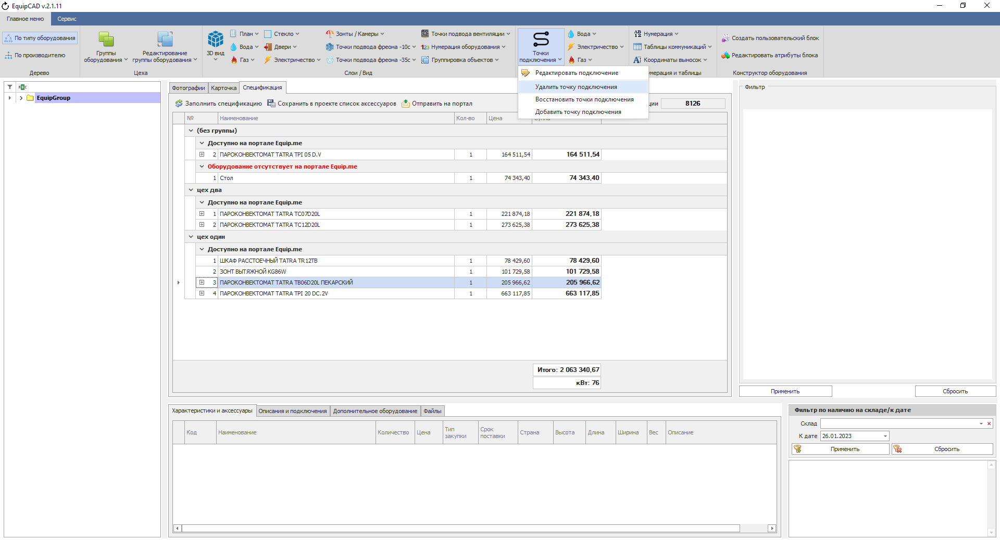 EquipCAD v.2.1.11
Главное меню Сервис
По типу оборудования
По производителю
Дерево
Группы оборудования
Редактирование группы оборудования
Цеха
3D вид
План
Вода
Газ
Стекло
Двери
Электричество
Зонты / Камеры
Точки подвода фреона -10с
Точки подвода фреона -35с
Точки подвода вентиляции
123 Нумерация оборудования
Группировка объектов
Слои / Вид
Точки подключения
Вода
Электричество
Газ
AB 12 Нумерация
Таблицы коммуникаций
Координаты выносок
умерация и таблицы
Создать пользовательский блок
Редактировать атрибуты блока
Конструктор оборудования
Редактировать подключение
Удалить точку подключения
Восстановить точки подключения
Добавить точку подключения
EquipGroup
Фотографии Карточка Спецификация
Заполнить спецификацию Сохранить в проекте список аксессуаров Отправить на портал ции 8126
№ Наименование Кол-во Цена
(без группы)
Доступно на портале Equip.me
2 ПАРОКОНВЕКТОМАТ TATRA TPI 05 D.V 1 164 511,54 164 511,54
Оборудование отсутствует на портале Equip.me
1 Стол 1 74 343,40 74 343,40
цех два
Доступно на портале Equip.me
1 ПАРОКОНВЕКТОМАТ TATRA TC07D20L 1 221 874,18 221 874,18
2 ПАРОКОНВЕКТОМАТ TATRA TC12D20L 1 273 625,38 273 625,38
цех один
Доступно на портале Equip.me
1 ШКАФ РАССТОЕЧНЫЙ TATRA TR12TB 1 78 429,60 78 429,60
2 ЗОНТ ВЫТЯЖНОЙ KG86W 1 101 729,58 101 729,58
3 ПАРОКОНВЕКТОМАТ TATRA TB06D20L ПЕКАРСКИЙ 1 205 966,62 205 966,62
4 ПАРОКОНВЕКТОМАТ TATRA TPI 20 DC.2V 1 663 117,85 663 117,85
Итого: 2 063 340,67
кВт: 76
Фильтр
Применить Сбросить
Характеристики и аксессуары Описания и подключения Дополнительное оборудование Файлы
Код Наименование Количество Цена Тип закупки Срок поставки Страна Высота Длина Ширина Вес Описание
Фильтр по наличию на складе/к дате
Склад
К дате 26.01.2023
Применить Сбросить